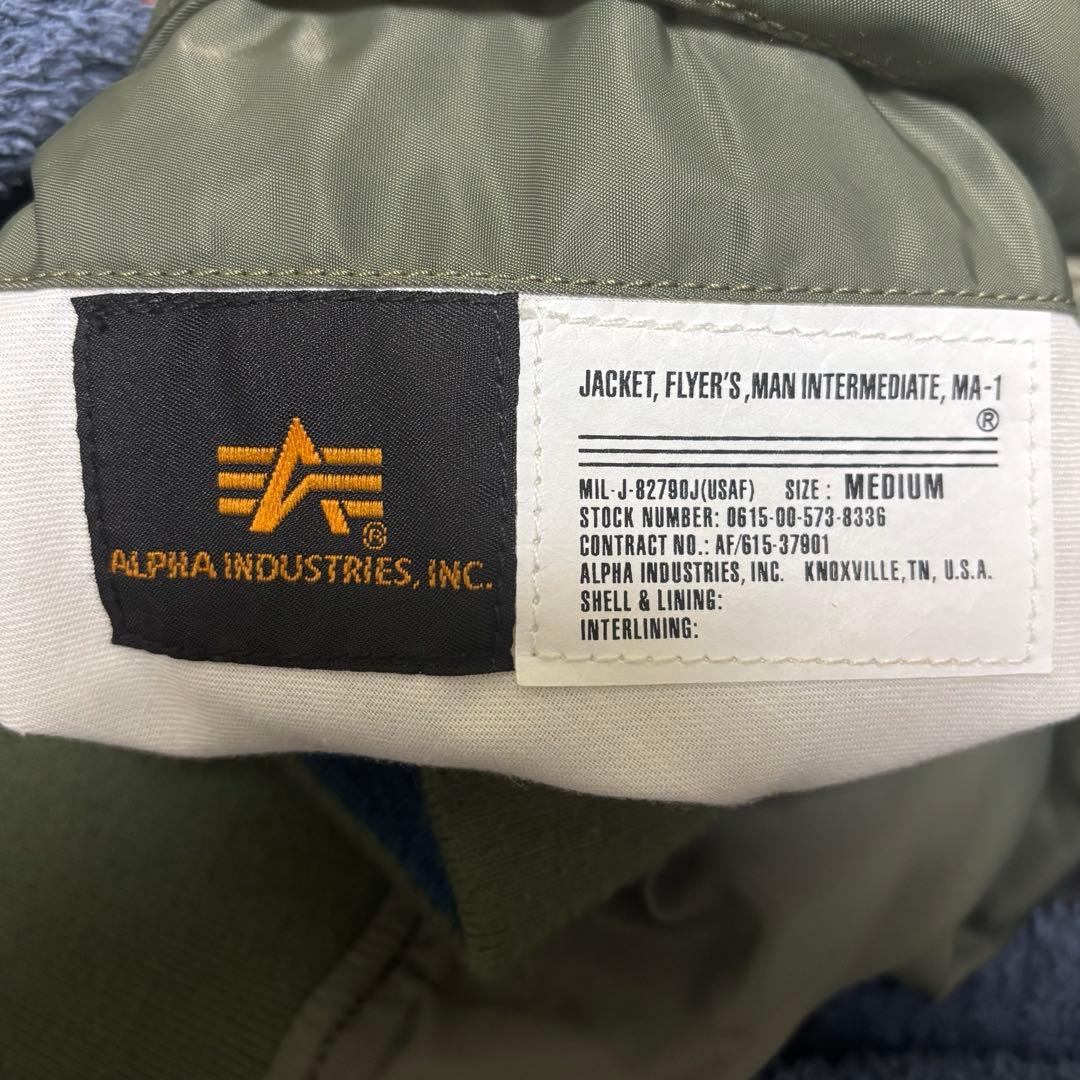 ALPHA INDUSTRIES, INC.
®
JACKET, FLYER'S ,MAN INTERMEDIATE, MA-1
®
MIL-J-82790J(USAF) SIZE : MEDIUM
STOCK NUMBER: 0615-00-573-8336
CONTRACT NO.: AF/615-37901
ALPHA INDUSTRIES, INC. KNOXVILLE,TN, U.S.A.
SHELL & LINING:
INTERLINING: